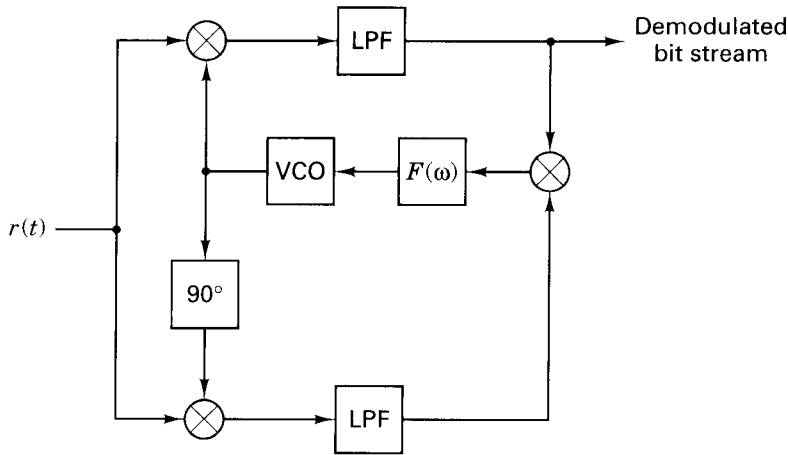 LPF
Demodulated
bit stream
VCO
F(ω)
r(t)
90°
LPF